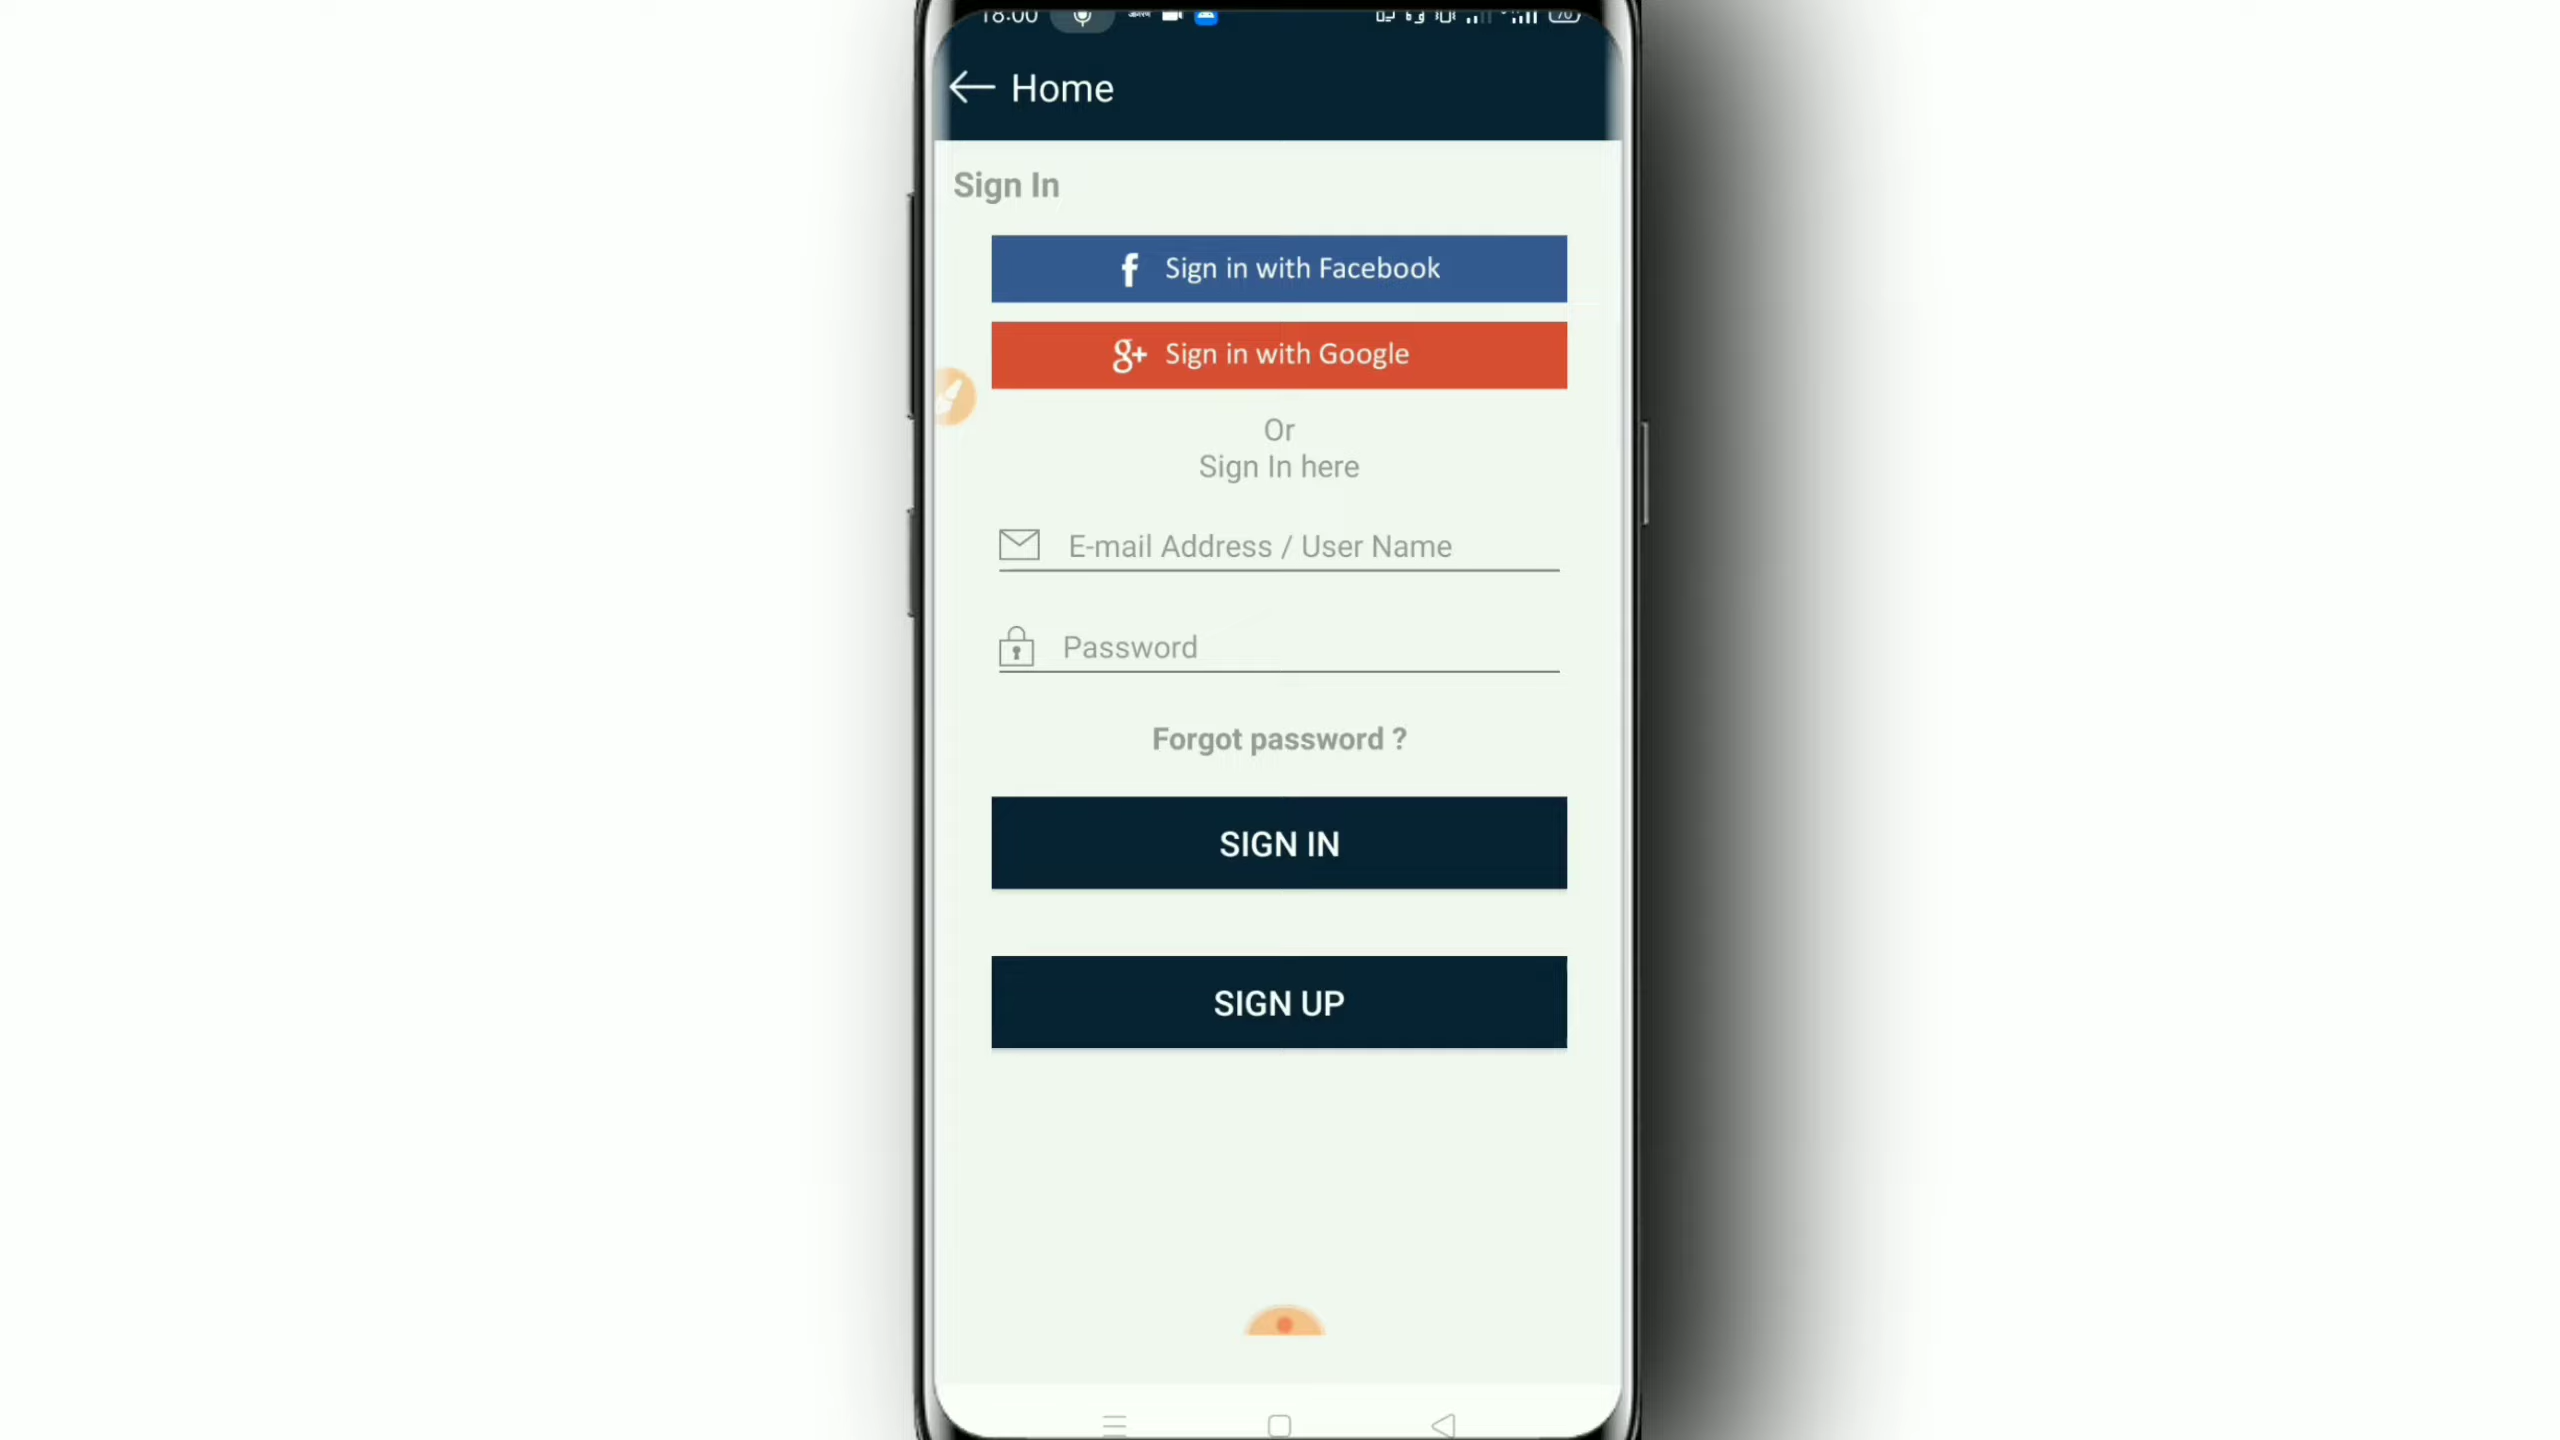 18:00
Home
Sign In
f Sign in with Facebook
g+ Sign in with Google
Or
Sign In here
E-mail Address / User Name
Password
Forgot password ?
SIGN IN
SIGN UP